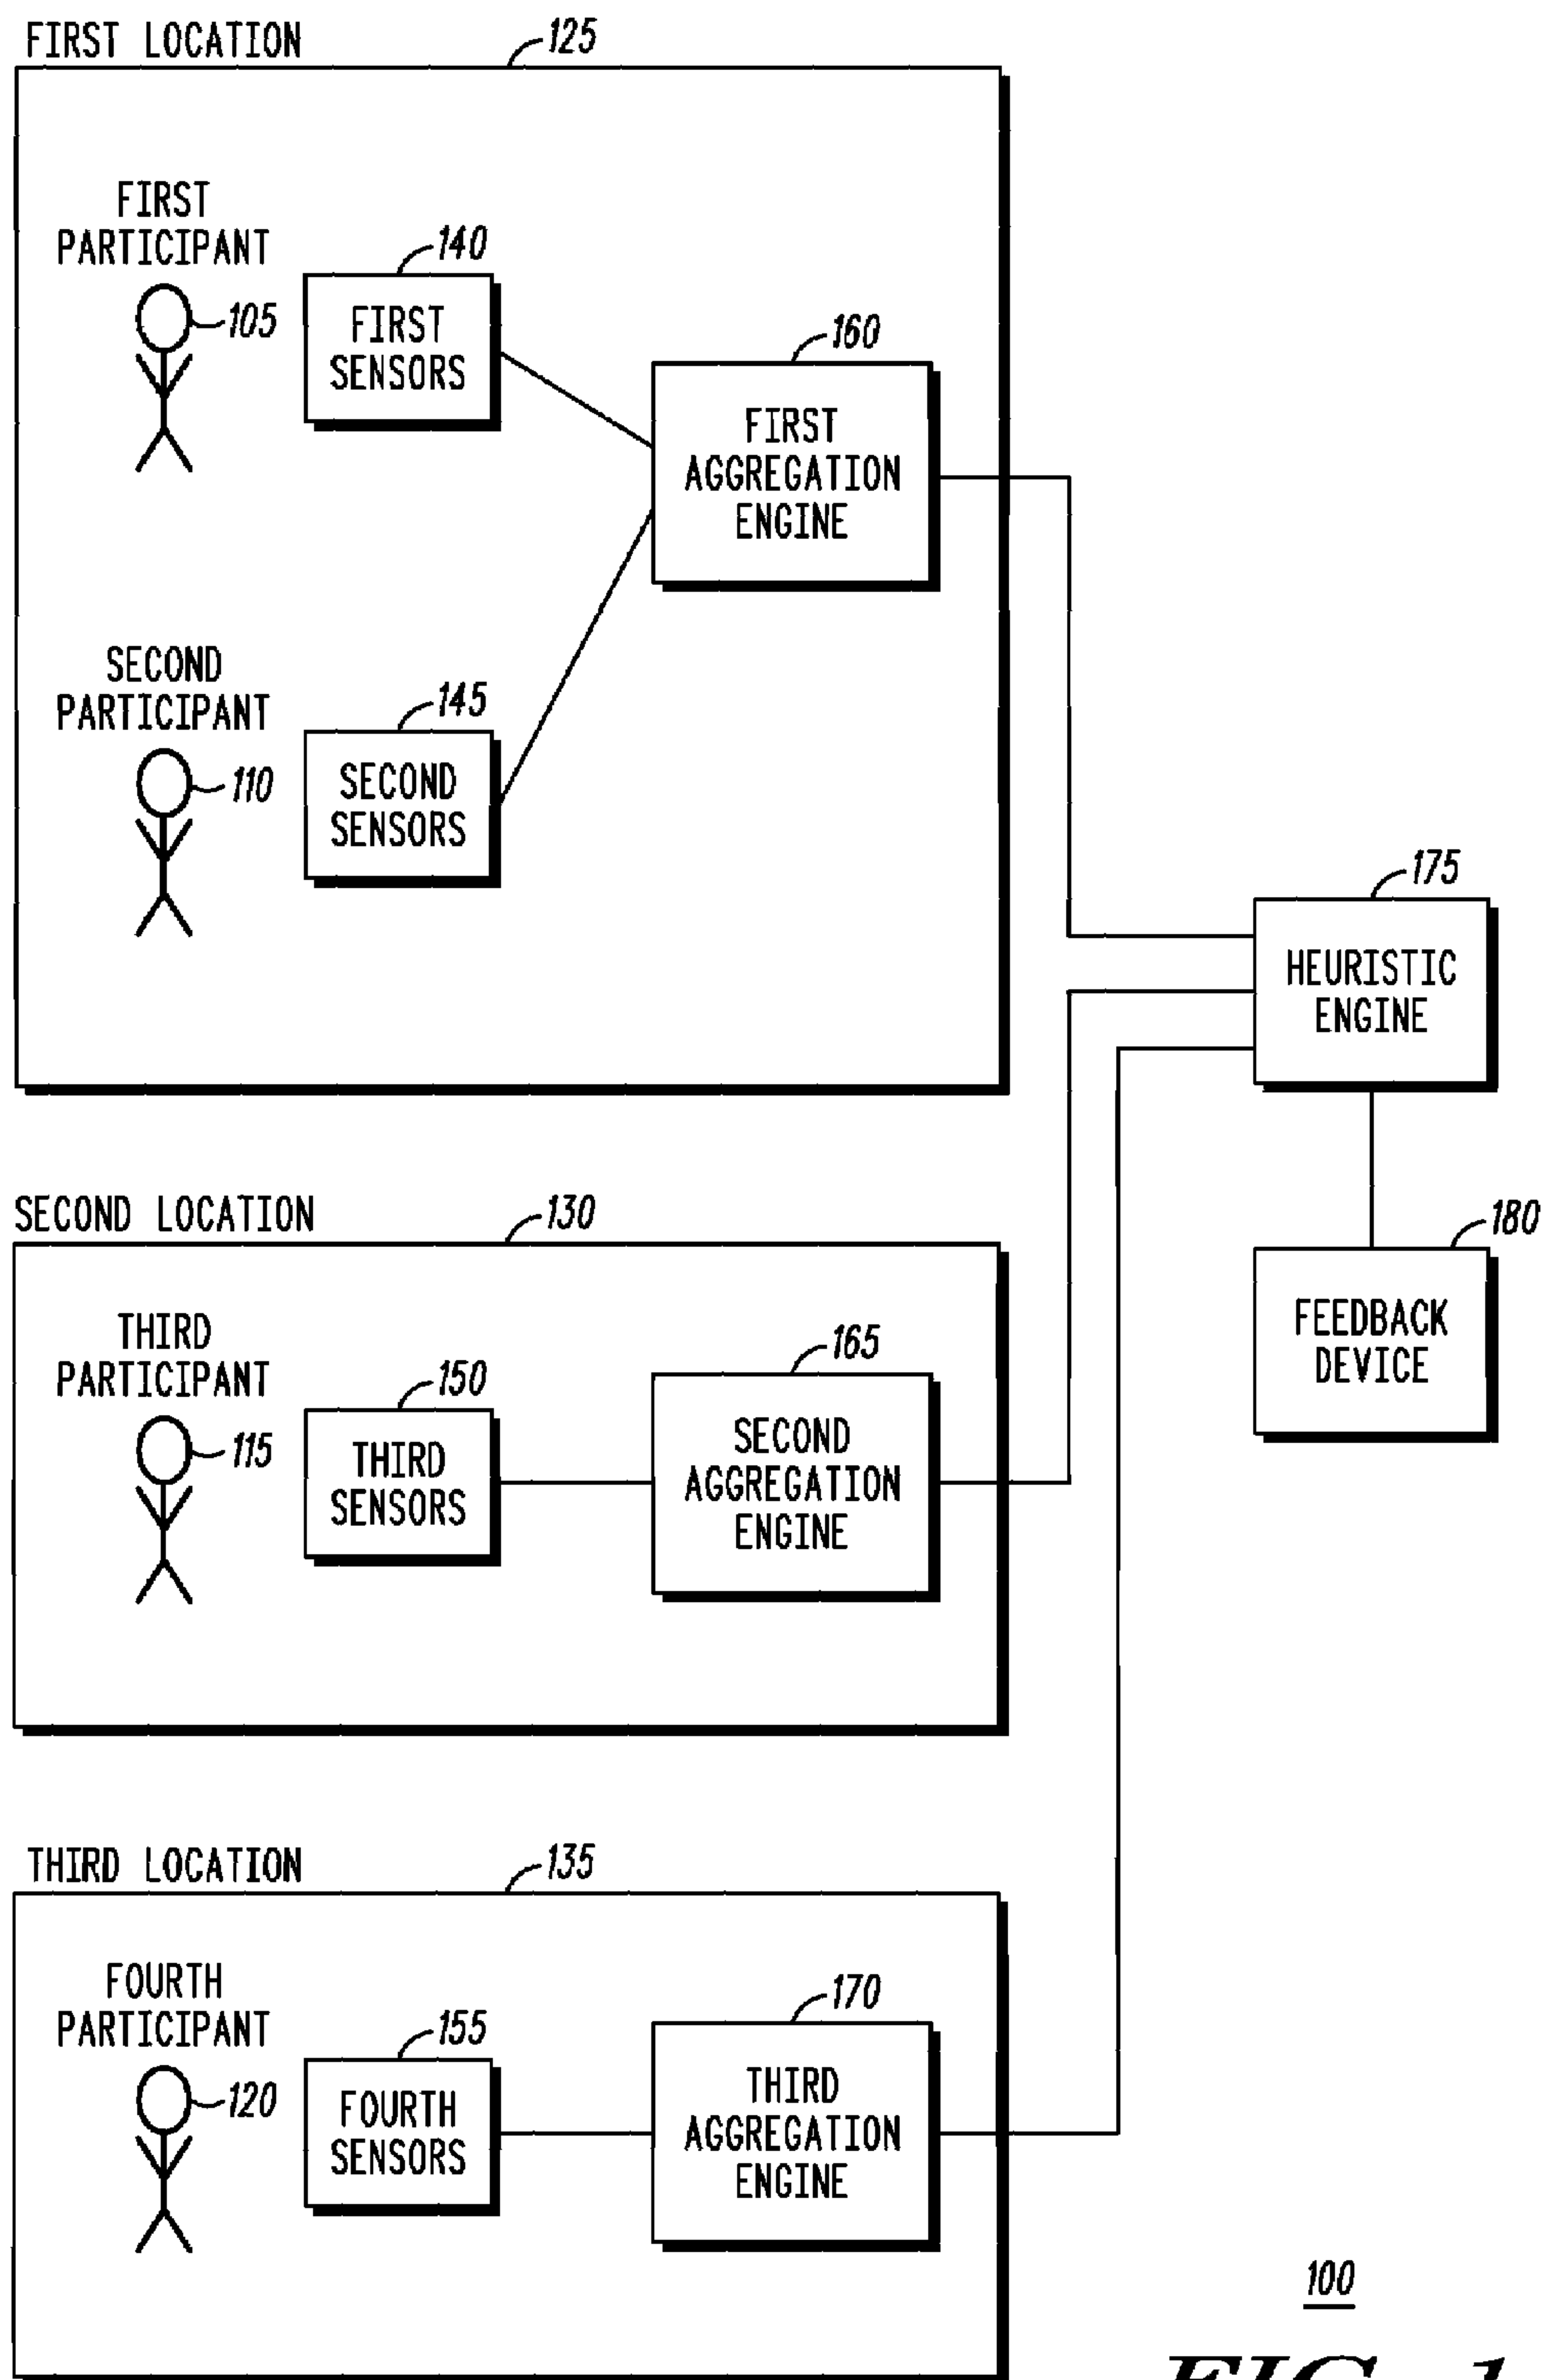 FIRST LOCATION
125
FIRST
PARTICIPANT
105
140
FIRST
SENSORS
160
FIRST
AGGREGATION
ENGINE
SECOND
PARTICIPANT
110
145
SECOND
SENSORS
175
HEURISTIC
ENGINE
180
FEEDBACK
DEVICE
SECOND LOCATION
130
THIRD
PARTICIPANT
115
150
THIRD
SENSORS
165
SECOND
AGGREGATION
ENGINE
THIRD LOCATION
135
FOURTH
PARTICIPANT
120
155
FOURTH
SENSORS
170
THIRD
AGGREGATION
ENGINE
100
FIG. 1